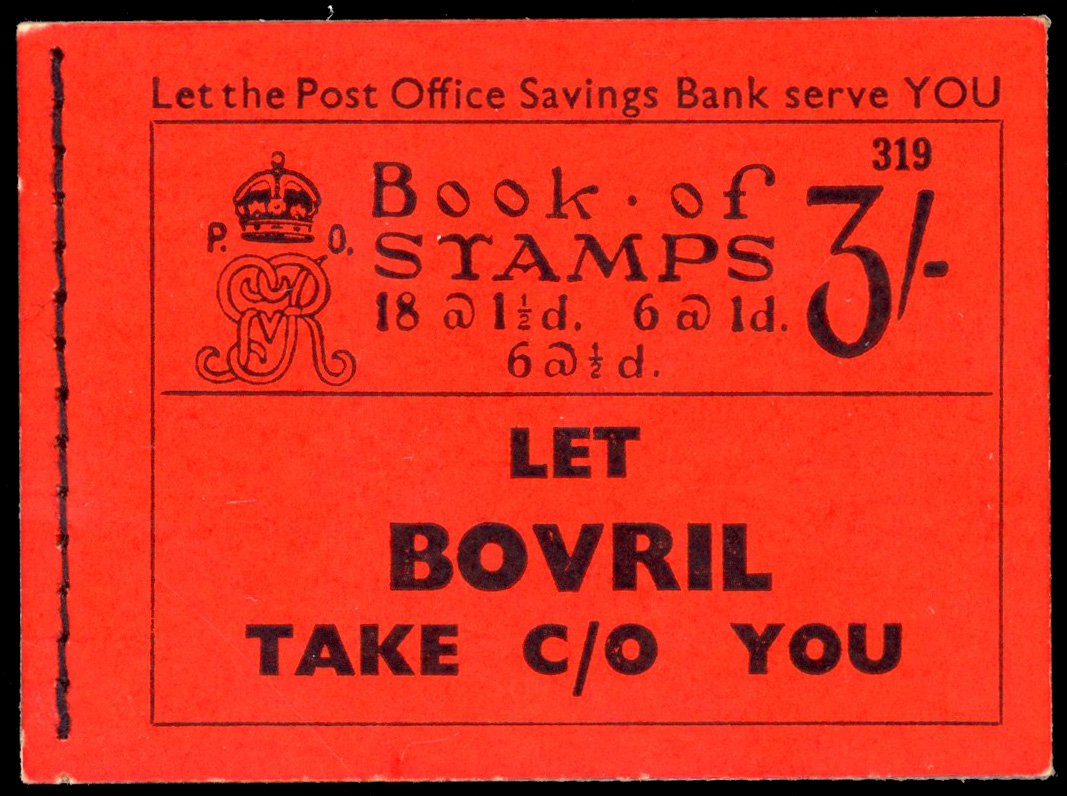 Let the Post Office Savings Bank serve YOU
319
P. O.
GviR
Book · of
STAMPS
3/-
18 @ 1½d. 6 @ 1d.
6 @ ½d.
LET
BOVRIL
TAKE C/O YOU